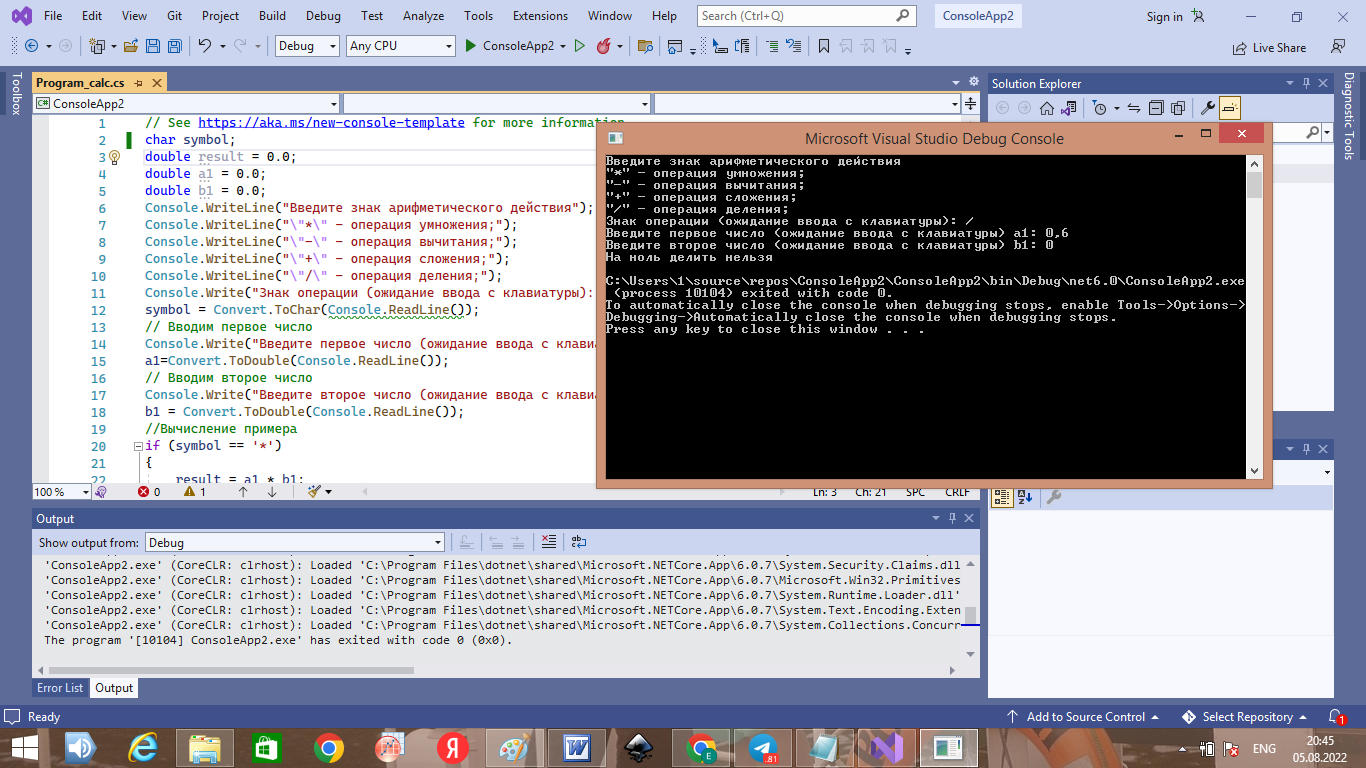 File Edit View Git Project Build Debug Test Analyze Tools Extensions Window Help Search (Ctrl+Q) ConsoleApp2 Sign in
Debug Any CPU ConsoleApp2 Live Share
Toolbox
Program_calc.cs
ConsoleApp2
1 // See https://aka.ms/new-console-template for more information
2 char symbol;
3 double result = 0.0;
4 double a1 = 0.0;
5 double b1 = 0.0;
6 Console.WriteLine("Введите знак арифметического действия");
7 Console.WriteLine("\"*\" - операция умножения;");
8 Console.WriteLine("\"-\" - операция вычитания;");
9 Console.WriteLine("\"+\" - операция сложения;");
10 Console.WriteLine("\"/\" - операция деления;");
11 Console.Write("Знак операции (ожидание ввода с клавиатуры):
12 symbol = Convert.ToChar(Console.ReadLine());
13 // Вводим первое число
14 Console.Write("Введите первое число (ожидание ввода с клави
15 a1=Convert.ToDouble(Console.ReadLine());
16 // Вводим второе число
17 Console.Write("Введите второе число (ожидание ввода с клави
18 b1 = Convert.ToDouble(Console.ReadLine());
19 //Вычисление примера
20 if (symbol == '*')
21 {
22 result = a1 * b1;
100 % 0 1 Ln: 3 Ch: 21 SPC CRLF
Solution Explorer
Diagnostic Tools
Microsoft Visual Studio Debug Console
Введите знак арифметического действия
"*" - операция умножения;
"-" - операция вычитания;
"+" - операция сложения;
"/" - операция деления;
Знак операции (ожидание ввода с клавиатуры): /
Введите первое число (ожидание ввода с клавиатуры) a1: 0,6
Введите второе число (ожидание ввода с клавиатуры) b1: 0
На ноль делить нельзя
C:\Users\1\source\repos\ConsoleApp2\ConsoleApp2\bin\Debug\net6.0\ConsoleApp2.exe
(process 10104) exited with code 0.
To automatically close the console when debugging stops, enable Tools->Options->
Debugging->Automatically close the console when debugging stops.
Press any key to close this window . . .
Output
Show output from: Debug
'ConsoleApp2.exe' (CoreCLR: clrhost): Loaded 'C:\Program Files\dotnet\shared\Microsoft.NETCore.App\6.0.7\System.Security.Claims.dll
'ConsoleApp2.exe' (CoreCLR: clrhost): Loaded 'C:\Program Files\dotnet\shared\Microsoft.NETCore.App\6.0.7\Microsoft.Win32.Primitives
'ConsoleApp2.exe' (CoreCLR: clrhost): Loaded 'C:\Program Files\dotnet\shared\Microsoft.NETCore.App\6.0.7\System.Runtime.Loader.dll'
'ConsoleApp2.exe' (CoreCLR: clrhost): Loaded 'C:\Program Files\dotnet\shared\Microsoft.NETCore.App\6.0.7\System.Text.Encoding.Exten
'ConsoleApp2.exe' (CoreCLR: clrhost): Loaded 'C:\Program Files\dotnet\shared\Microsoft.NETCore.App\6.0.7\System.Collections.Concurr
The program '[10104] ConsoleApp2.exe' has exited with code 0 (0x0).
Error List Output
Ready Add to Source Control Select Repository 1
81 ENG 20:45
05.08.2022